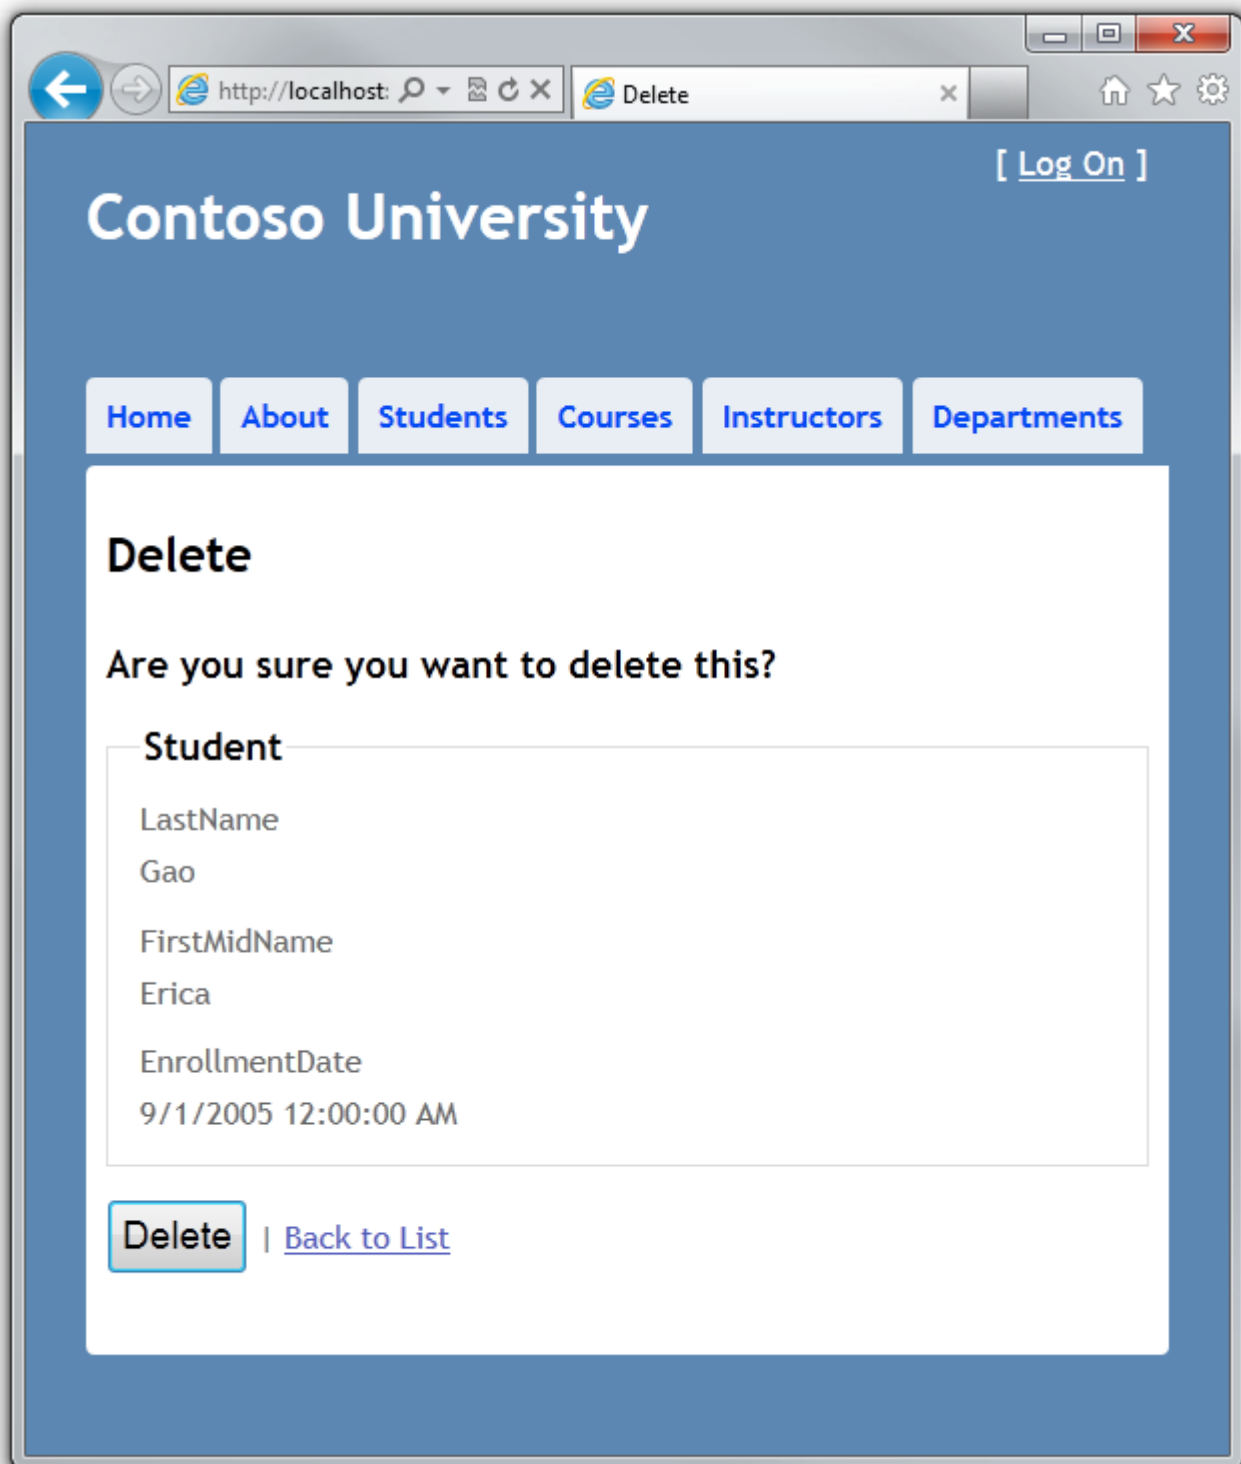 http://localhost:
Delete
[ Log On ]
Contoso University
Home About Students Courses Instructors Departments
Delete
Are you sure you want to delete this?
Student
LastName
Gao
FirstMidName
Erica
EnrollmentDate
9/1/2005 12:00:00 AM
Delete | Back to List